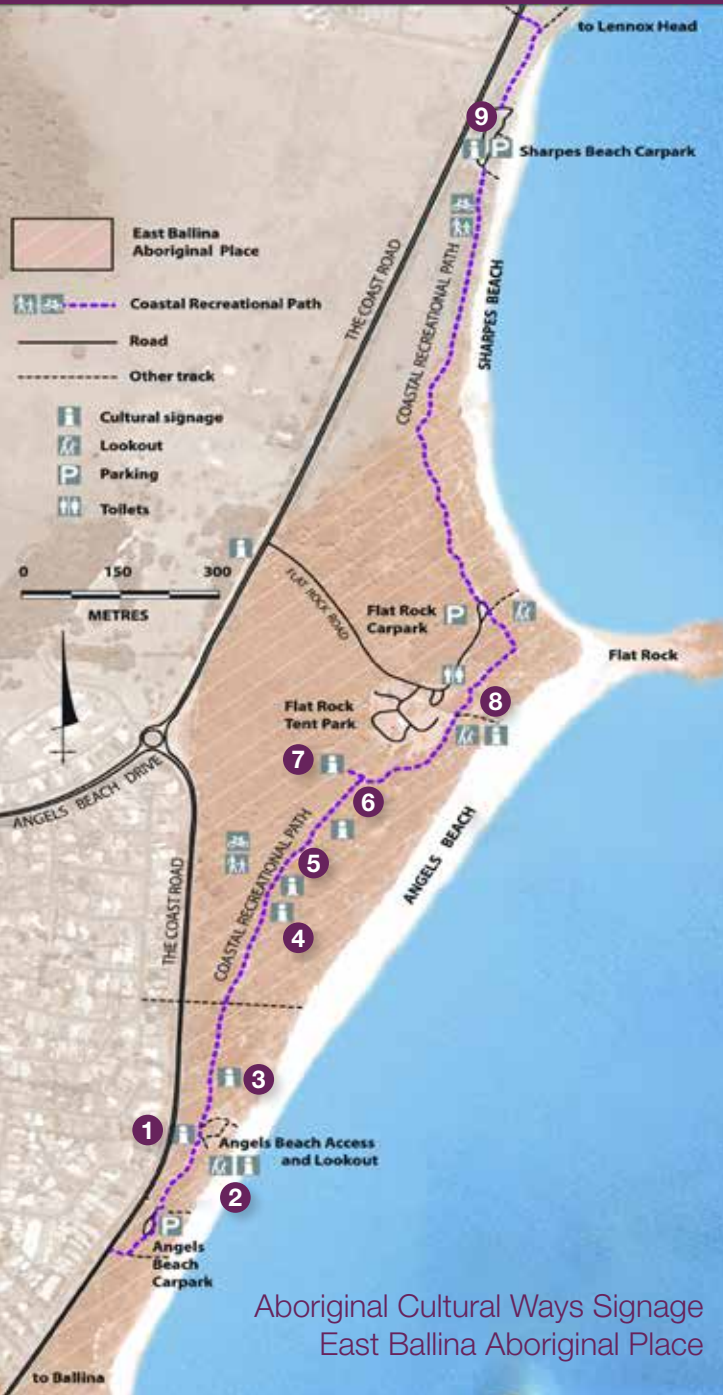 to Lennox Head
9
P
Sharpes Beach Carpark
East Ballina
Aboriginal Place
THE COAST ROAD
COASTAL RECREATIONAL PATH
SHARPES BEACH
Coastal Recreational Path
Road
Other track
i
Cultural signage
Lookout
P
Parking
Toilets
0 150 300
METRES
FLAT ROCK ROAD
Flat Rock
Carpark
P
Flat Rock
Flat Rock
Tent Park
8
7
6
ANGELS BEACH DRIVE
ANGELS BEACH
THE COAST ROAD
COASTAL RECREATIONAL PATH
5
4
3
1
Angels Beach Access
and Lookout
2
P
Angels
Beach
Carpark
Aboriginal Cultural Ways Signage
East Ballina Aboriginal Place
to Ballina